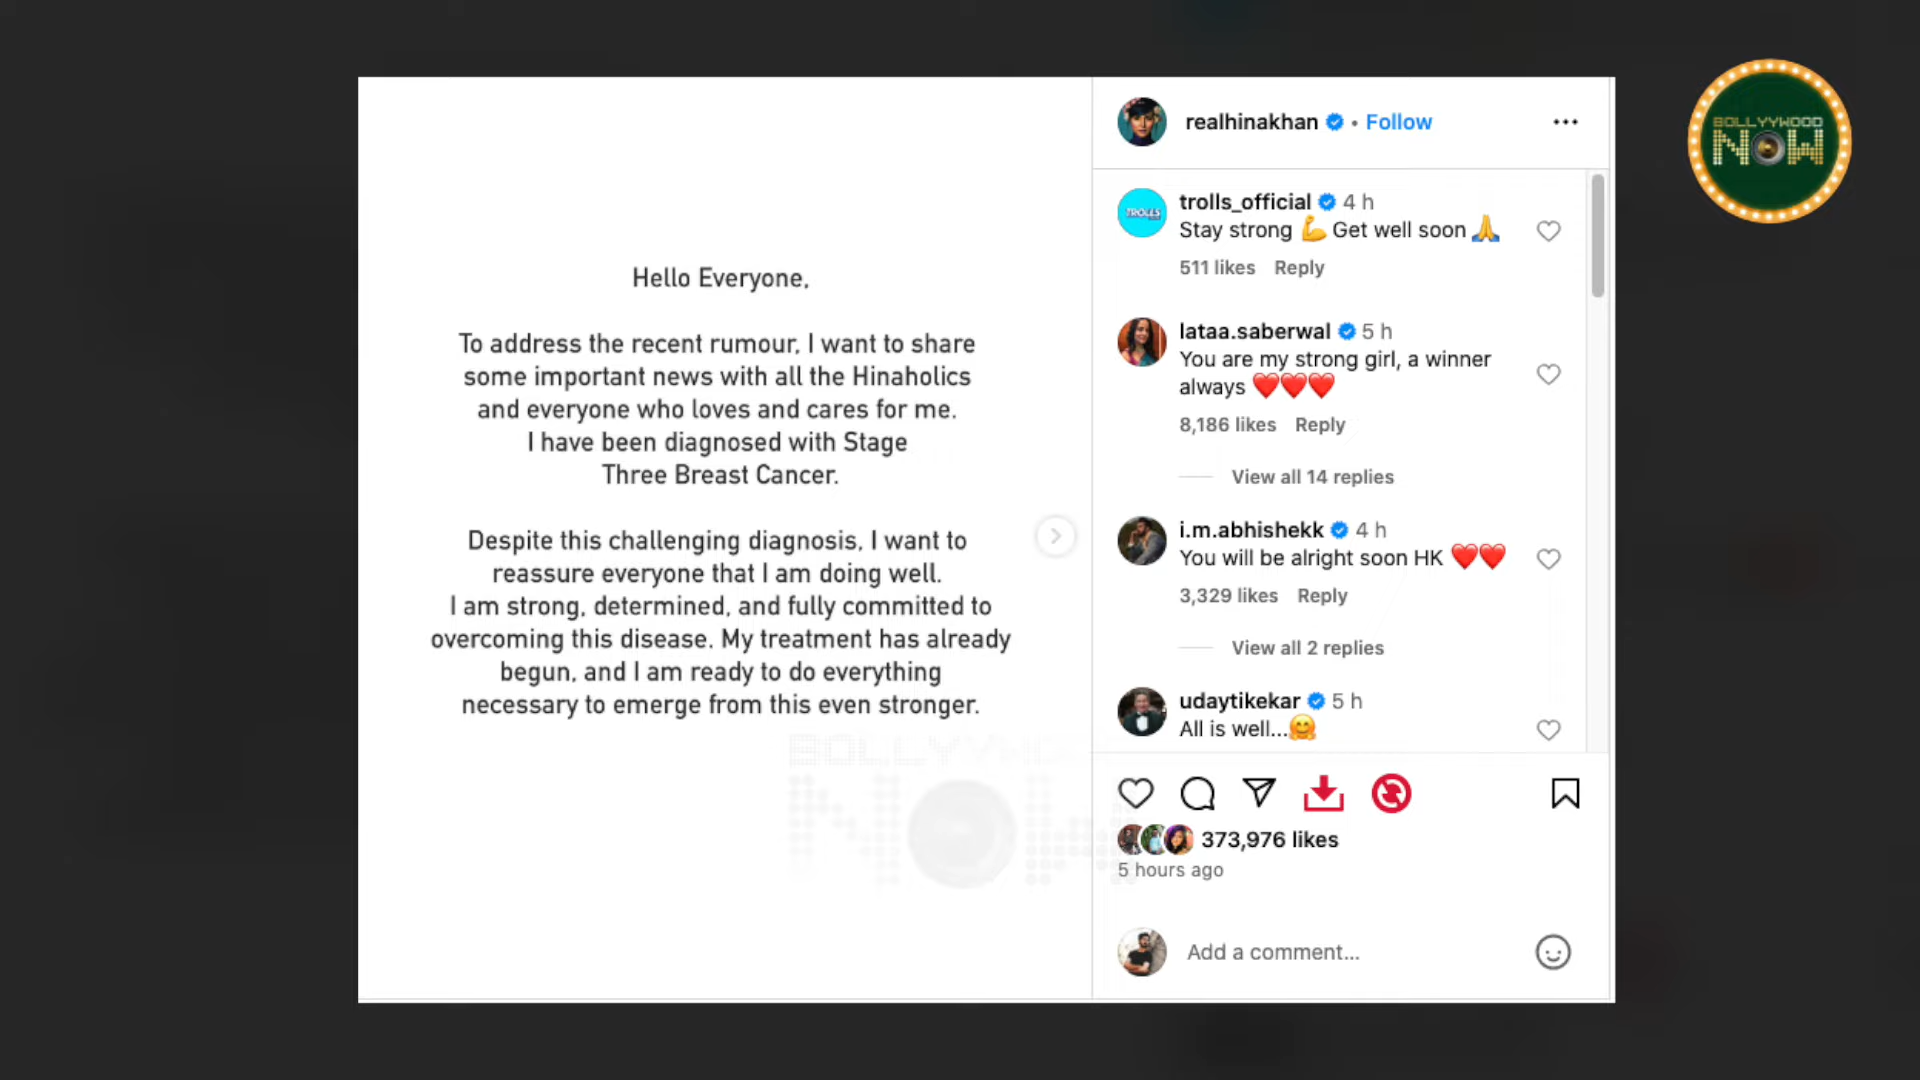 Hello Everyone,
To address the recent rumour, I want to share
some important news with all the Hinaholics
and everyone who loves and cares for me.
I have been diagnosed with Stage
Three Breast Cancer.
Despite this challenging diagnosis, I want to
reassure everyone that I am doing well.
I am strong, determined, and fully committed to
overcoming this disease. My treatment has already
begun, and I am ready to do everything
necessary to emerge from this even stronger.
BOLLYYWOOD
NOW
realhinakhan • Follow
TROLLS
trolls_official 4 h
Stay strong 💪 Get well soon 🙏
511 likes Reply
lataa.saberwal 5 h
You are my strong girl, a winner
always ❤️❤️❤️
8,186 likes Reply
View all 14 replies
i.m.abhishekk 4 h
You will be alright soon HK ❤️❤️
3,329 likes Reply
View all 2 replies
udaytikekar 5 h
All is well...🤗
373,976 likes
5 hours ago
Add a comment...
BOLLYYWOOD
NOW